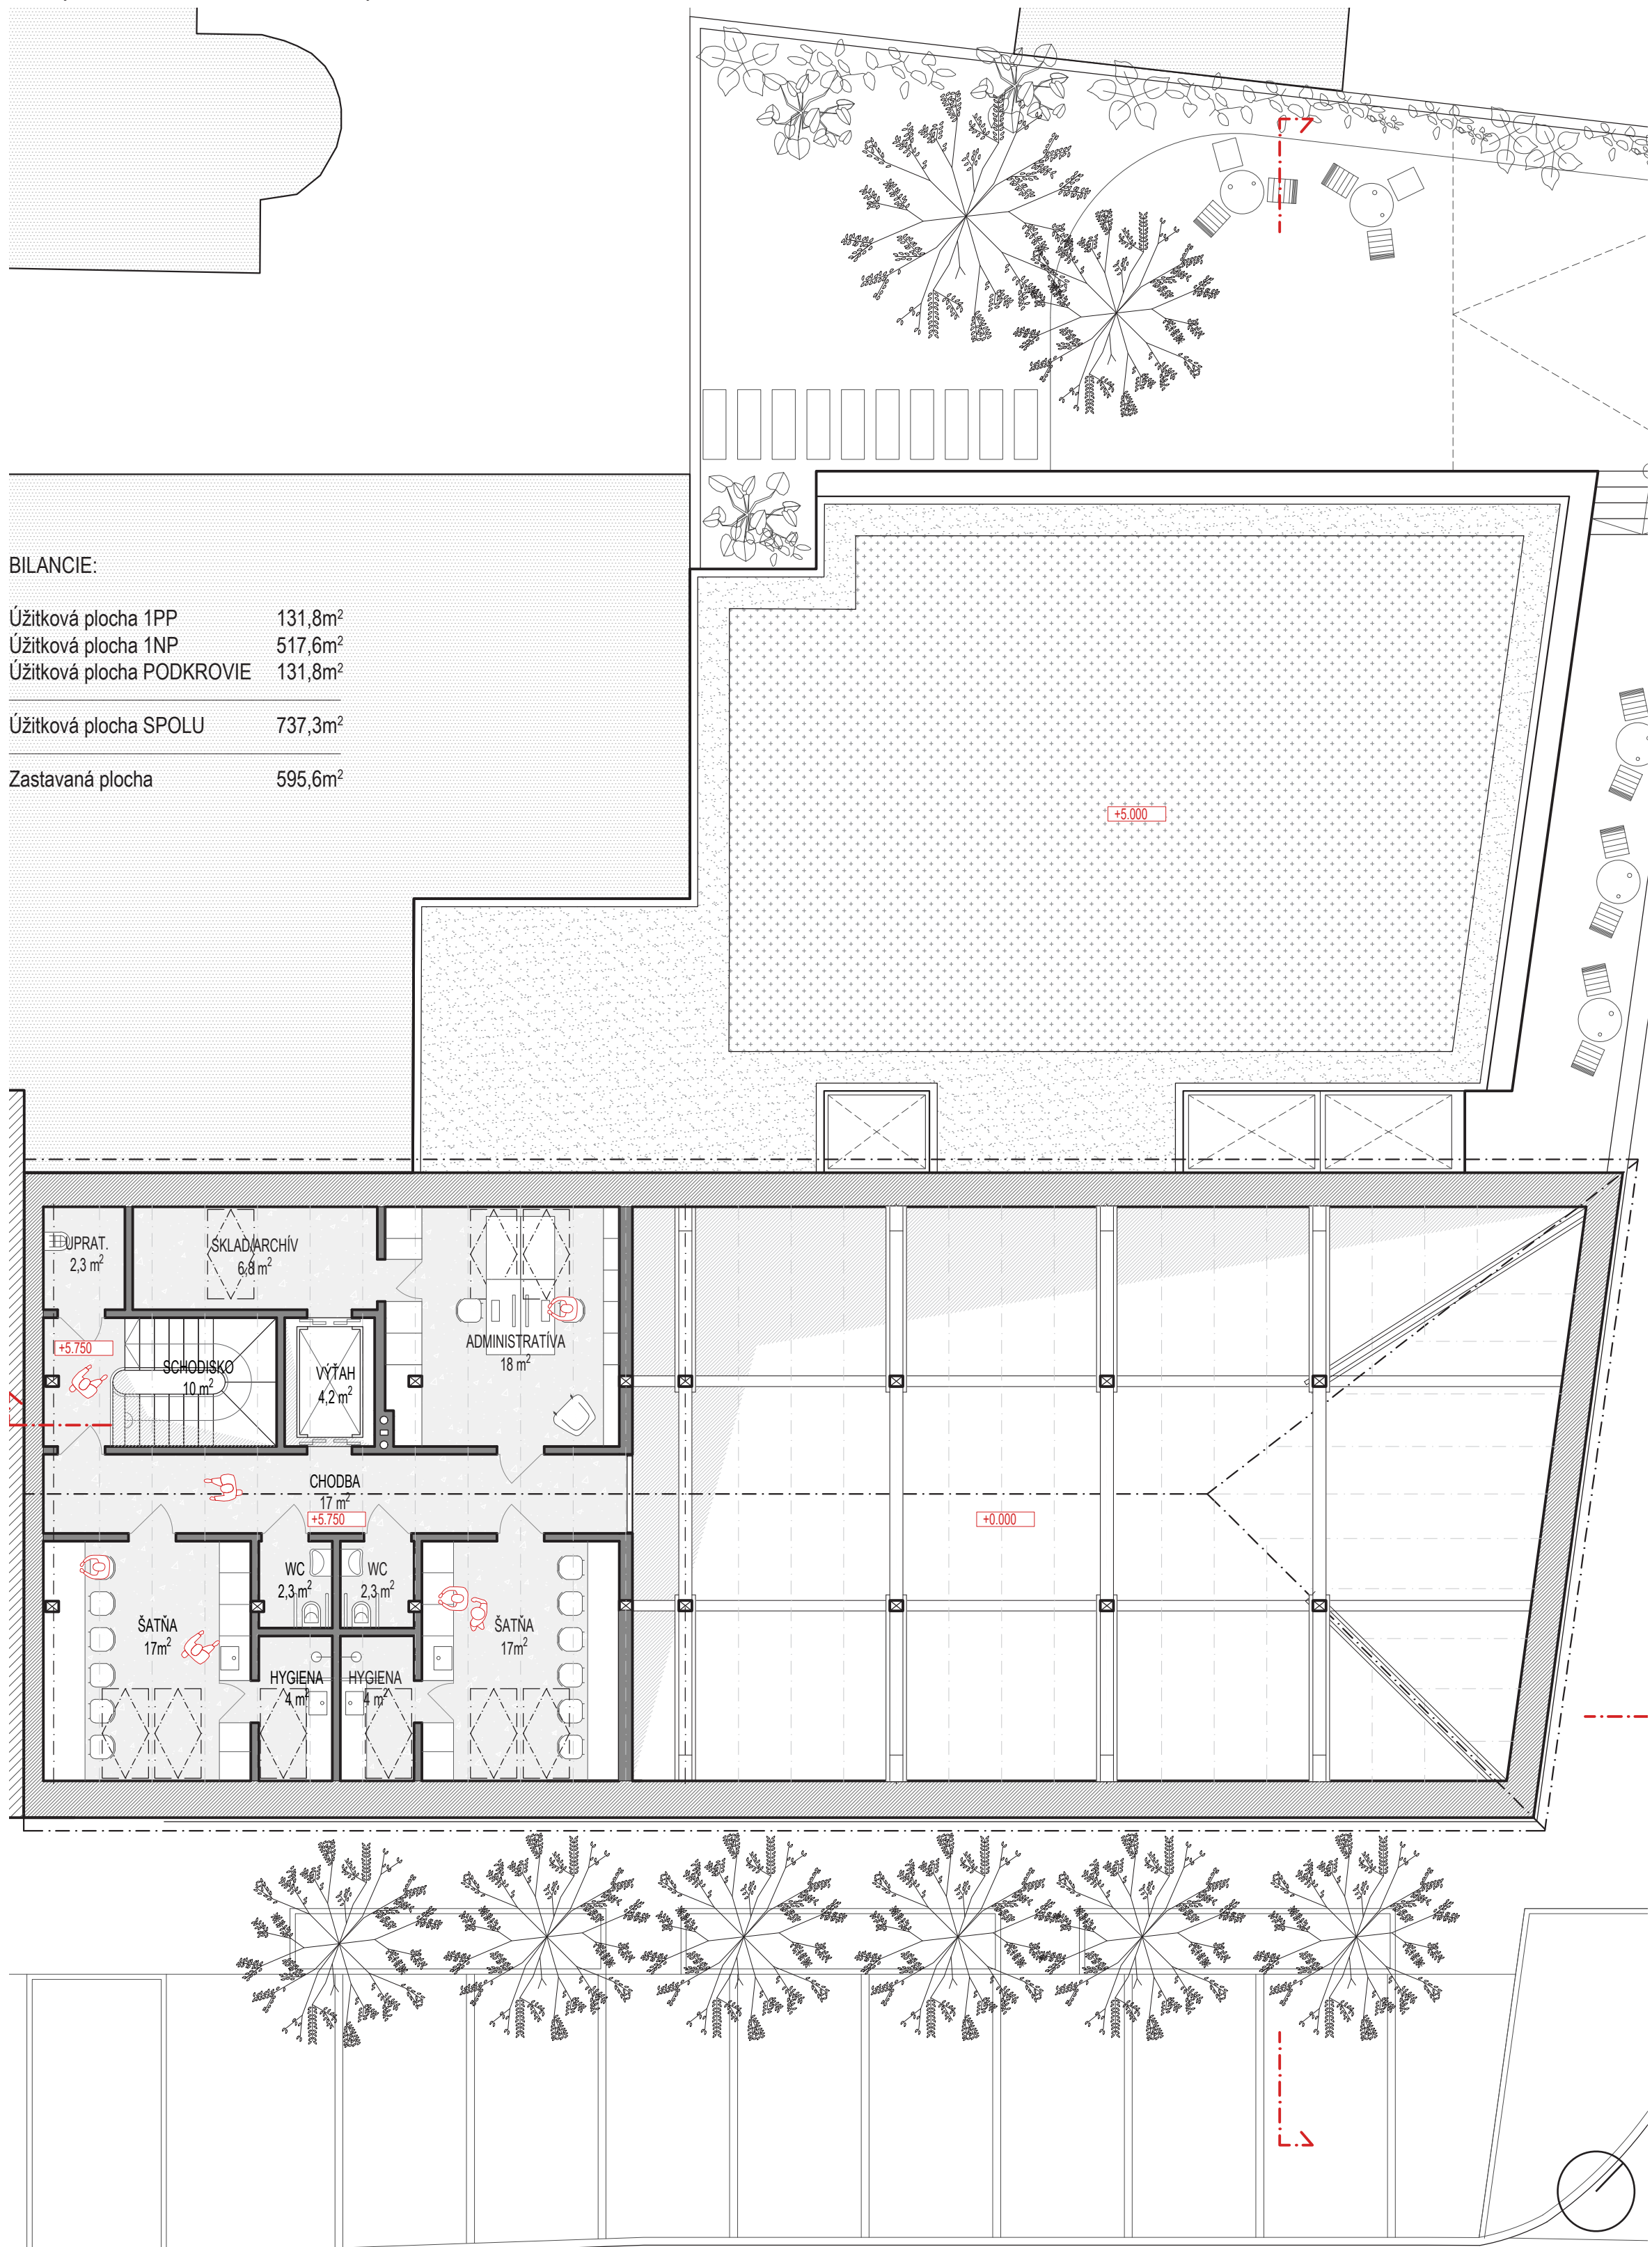 BILANCIE:
Úžitková plocha 1PP 131,8m²
Úžitková plocha 1NP 517,6m²
Úžitková plocha PODKROVIE 131,8m²
Úžitková plocha SPOLU 737,3m²
Zastavaná plocha 595,6m²
+5.000
UPRAT.
2,3 m²
SKLAD/ARCHÍV
6,8 m²
ADMINISTRATÍVA
18 m²
+5.750
SCHODISKO
10 m²
VÝŤAH
4,2 m²
CHODBA
17 m²
+5.750
+0.000
WC
2,3 m²
WC
2,3 m²
ŠATŇA
17m²
ŠATŇA
17m²
HYGIENA
4 m²
HYGIENA
4 m²